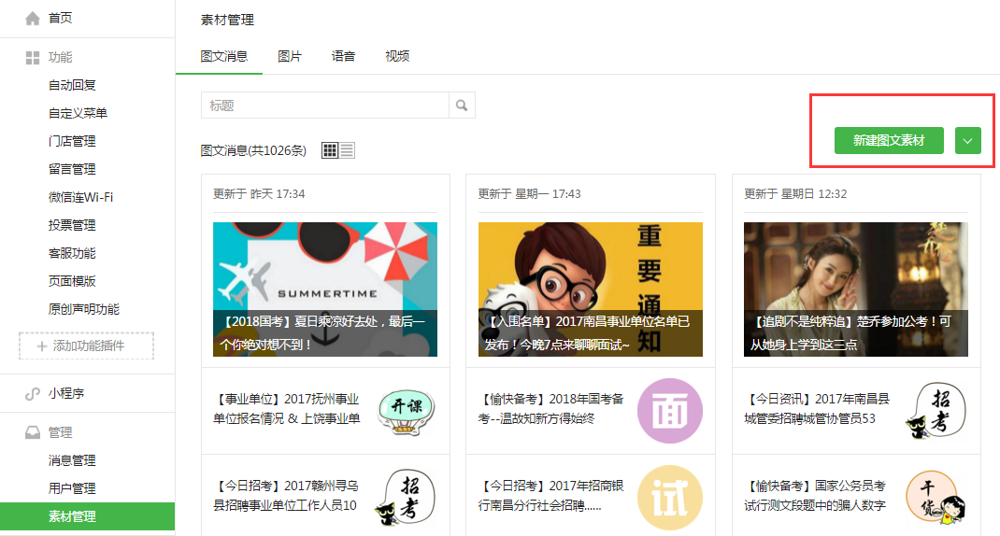 首页
功能
自动回复
自定义菜单
门店管理
留言管理
微信连Wi-Fi
投票管理
客服功能
页面模版
原创声明功能
添加功能插件
小程序
管理
消息管理
用户管理
素材管理
素材管理
图文消息 图片 语音 视频
标题
图文消息(共1026条)
新建图文素材
更新于 昨天 17:34
SUMMERTIME
【2018国考】夏日乘凉好去处，最后一
个你绝对想不到！
【事业单位】2017抚州事业
单位报名情况 & 上饶事业单
开课
【今日招考】2017赣州寻乌
县招聘事业单位工作人员10
招考
更新于 星期一 17:43
重要通知
【入围名单】2017南昌事业单位名单已
发布！今晚7点来聊聊面试~
【愉快备考】2018年国考备
考--温故知新方得始终
面
【今日招考】2017年招商银
行南昌分行社会招聘......
试
更新于 星期日 12:32
【追剧不是纯粹追】楚乔参加公考！可
从她身上学到这三点
【今日资讯】2017年南昌县
城管委招聘城管协管员53
招考
【愉快备考】国家公务员考
试行测文段题中的骗人数字
干货